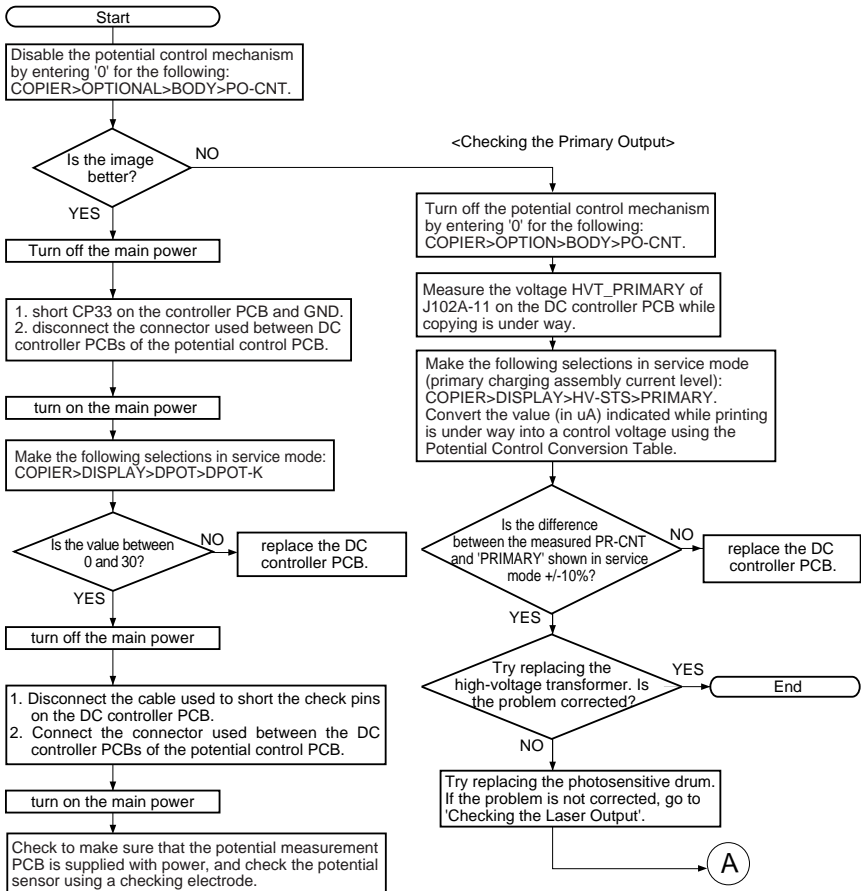 Start
Disable the potential control mechanism
by entering '0' for the following:
COPIER>OPTIONAL>BODY>PO-CNT.
Is the image
better?
NO
YES
Turn off the main power
1. short CP33 on the controller PCB and GND.
2. disconnect the connector used between DC
controller PCBs of the potential control PCB.
turn on the main power
Make the following selections in service mode:
COPIER>DISPLAY>DPOT>DPOT-K
Is the value between
0 and 30?
NO
replace the DC
controller PCB.
YES
turn off the main power
1. Disconnect the cable used to short the check pins
on the DC controller PCB.
2. Connect the connector used between the DC
controller PCBs of the potential control PCB.
turn on the main power
Check to make sure that the potential measurement
PCB is supplied with power, and check the potential
sensor using a checking electrode.
<Checking the Primary Output>
Turn off the potential control mechanism
by entering '0' for the following:
COPIER>OPTION>BODY>PO-CNT.
Measure the voltage HVT_PRIMARY of
J102A-11 on the DC controller PCB while
copying is under way.
Make the following selections in service mode
(primary charging assembly current level):
COPIER>DISPLAY>HV-STS>PRIMARY.
Convert the value (in uA) indicated while printing
is under way into a control voltage using the
Potential Control Conversion Table.
Is the difference
between the measured PR-CNT
and 'PRIMARY' shown in service
mode +/-10%?
NO
replace the DC
controller PCB.
YES
Try replacing the
high-voltage transformer. Is
the problem corrected?
YES
End
NO
Try replacing the photosensitive drum.
If the problem is not corrected, go to
'Checking the Laser Output'.
A